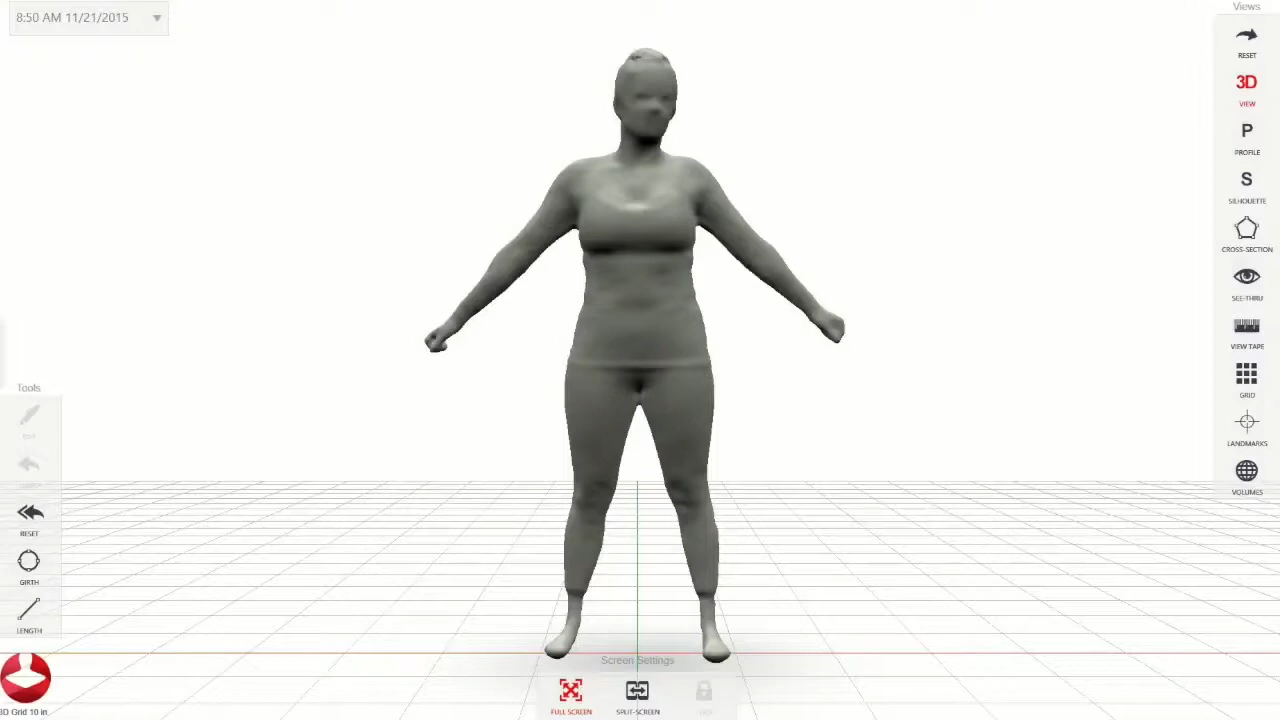 8:50 AM 11/21/2015
Views
RESET
3D
VIEW
P
PROFILE
S
SILHOUETTE
CROSS-SECTION
SEE-THRU
VIEW TAPE
GRID
LANDMARKS
VOLUMES
Tools
RESET
GIRTH
LENGTH
3D Grid 10 in.
Screen Settings
FULL SCREEN
SPLIT-SCREEN